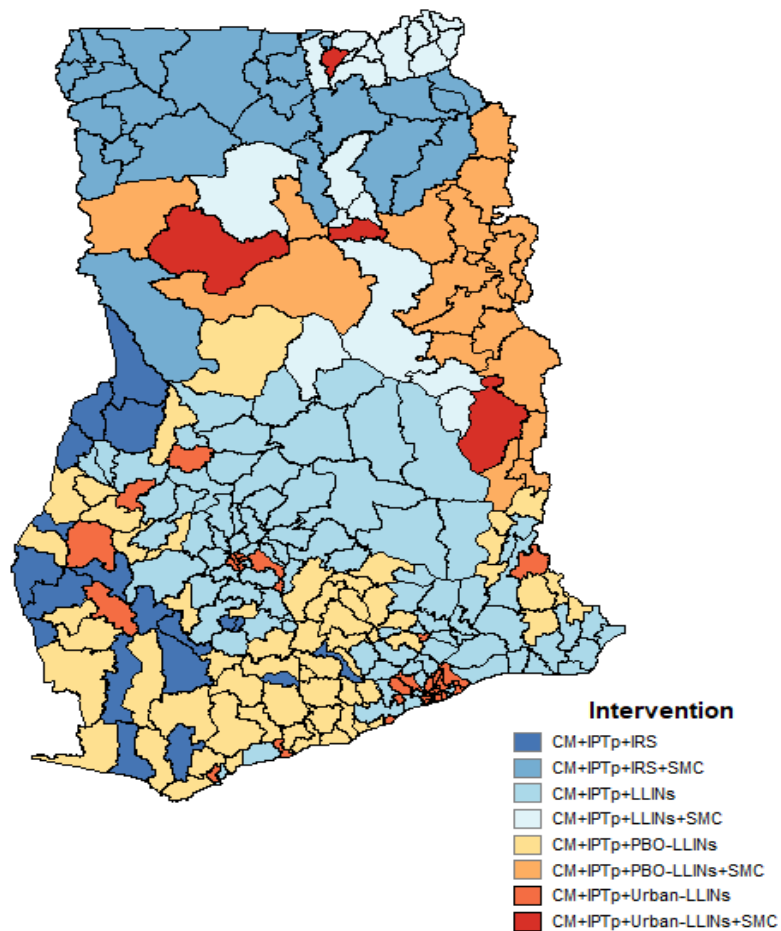 Intervention
CM+IPTp+IRS
CM+IPTp+IRS+SMC
CM+IPTp+LLINs
CM+IPTp+LLINs+SMC
CM+IPTp+PBO-LLINs
CM+IPTp+PBO-LLINs+SMC
CM+IPTp+Urban-LLINs
CM+IPTp+Urban-LLINs+SMC